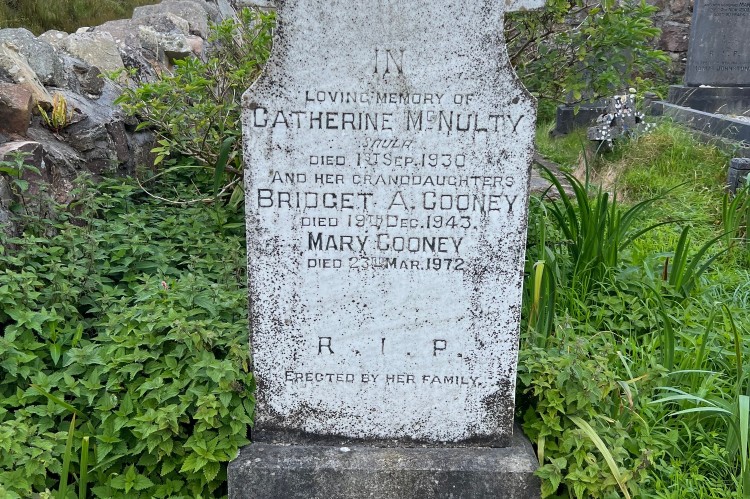 IN
LOVING MEMORY OF
CATHERINE McNULTY
SAULA
DIED 1ST SEP. 1930
AND HER GRANDDAUGHTERS
BRIDGET A. COONEY
DIED 19TH DEC. 1943.
MARY COONEY
DIED 23RD MAR. 1972
R. I. P.
ERECTED BY HER FAMILY.